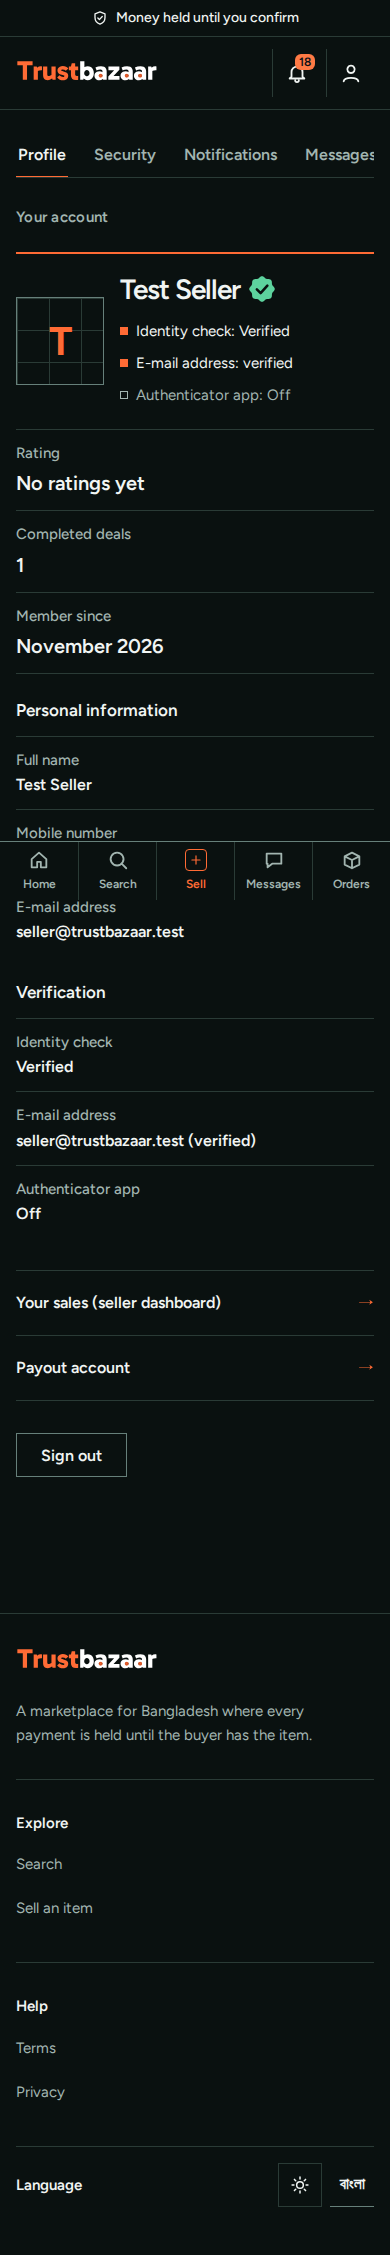 Money held until you confirm
Trustbazaar
18
Profile Security Notifications Messages
Your account
T
Test Seller
Identity check: Verified
E-mail address: verified
Authenticator app: Off
Rating
No ratings yet
Completed deals
1
Member since
November 2026
Personal information
Full name
Test Seller
Mobile number
Home Search Sell Messages Orders
E-mail address
seller@trustbazaar.test
Verification
Identity check
Verified
E-mail address
seller@trustbazaar.test (verified)
Authenticator app
Off
Your sales (seller dashboard) →
Payout account →
Sign out
Trustbazaar
A marketplace for Bangladesh where every
payment is held until the buyer has the item.
Explore
Search
Sell an item
Help
Terms
Privacy
Language বাংলা